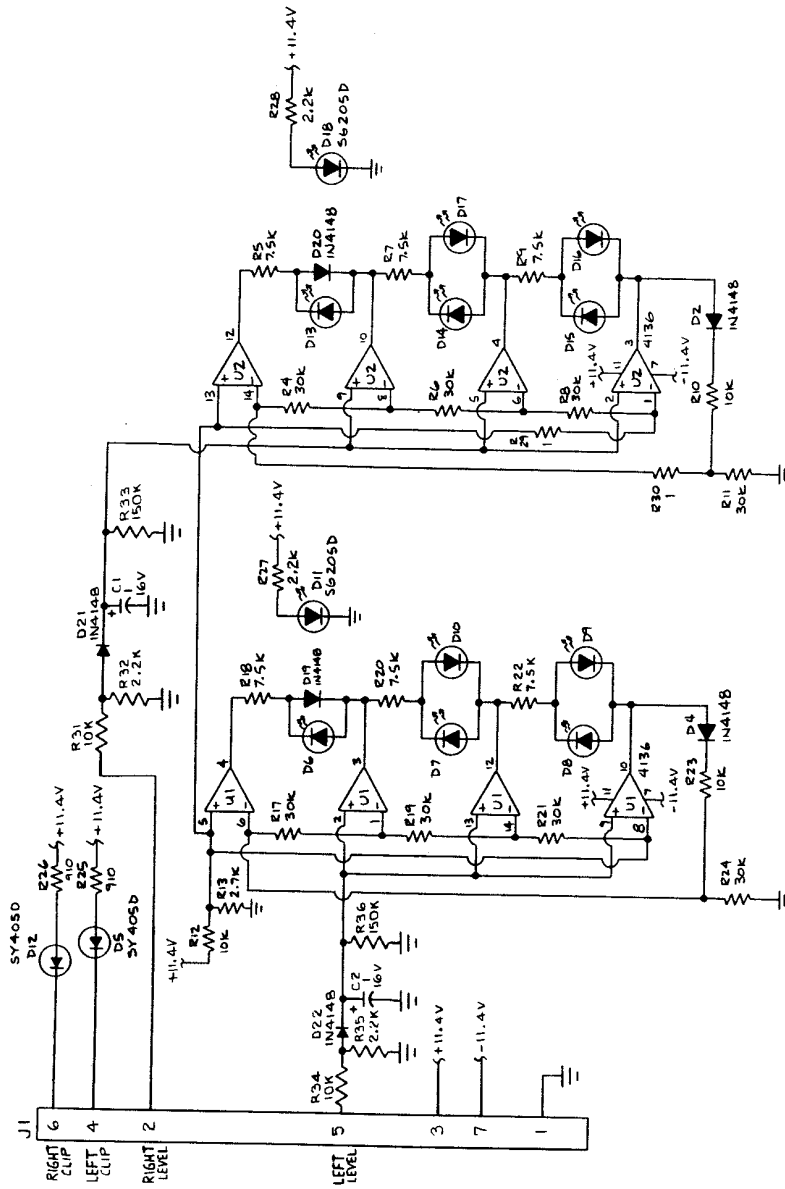 J1
RIGHT CLIP
6
LEFT CLIP
4
RIGHT LEVEL
2
LEFT LEVEL
5
3
7
1
SY405D
D12
R26
910
+11.4V
D5
SY405D
R25
910
+11.4V
R31
10K
R32
2.2K
D21
1N4148
+
C1
1
16V
R33
150K
+11.4V
R12
10K
R13
2.7K
R34
10K
D22
1N4148
R35
2.2K
+
C2
1
16V
R36
150K
+11.4V
-11.4V
5
+
6
-
U1
4
R17
30K
2
+
1
-
U1
3
R19
30K
13
+
14
-
U1
12
R21
30K
9
+
8
-
U1
10
11
7
4136
+11.4V
-11.4V
R18
7.5K
D6
D19
1N4148
R20
7.5K
D7
D10
R22
7.5K
D8
D9
D4
1N4148
R23
10K
R24
30K
R27
2.2K
+11.4V
D11
S6205D
13
+
14
-
U2
12
R4
30K
9
+
8
-
U2
10
R6
30K
5
+
6
-
U2
4
R8
30K
R29
1
2
+
1
-
U2
3
11
7
4136
+11.4V
-11.4V
R5
7.5K
D13
D20
1N4148
R7
7.5K
D14
D17
R9
7.5K
D15
D16
D2
1N4148
R10
10K
R30
1
R11
30K
R28
2.2K
+11.4V
D18
S6205D